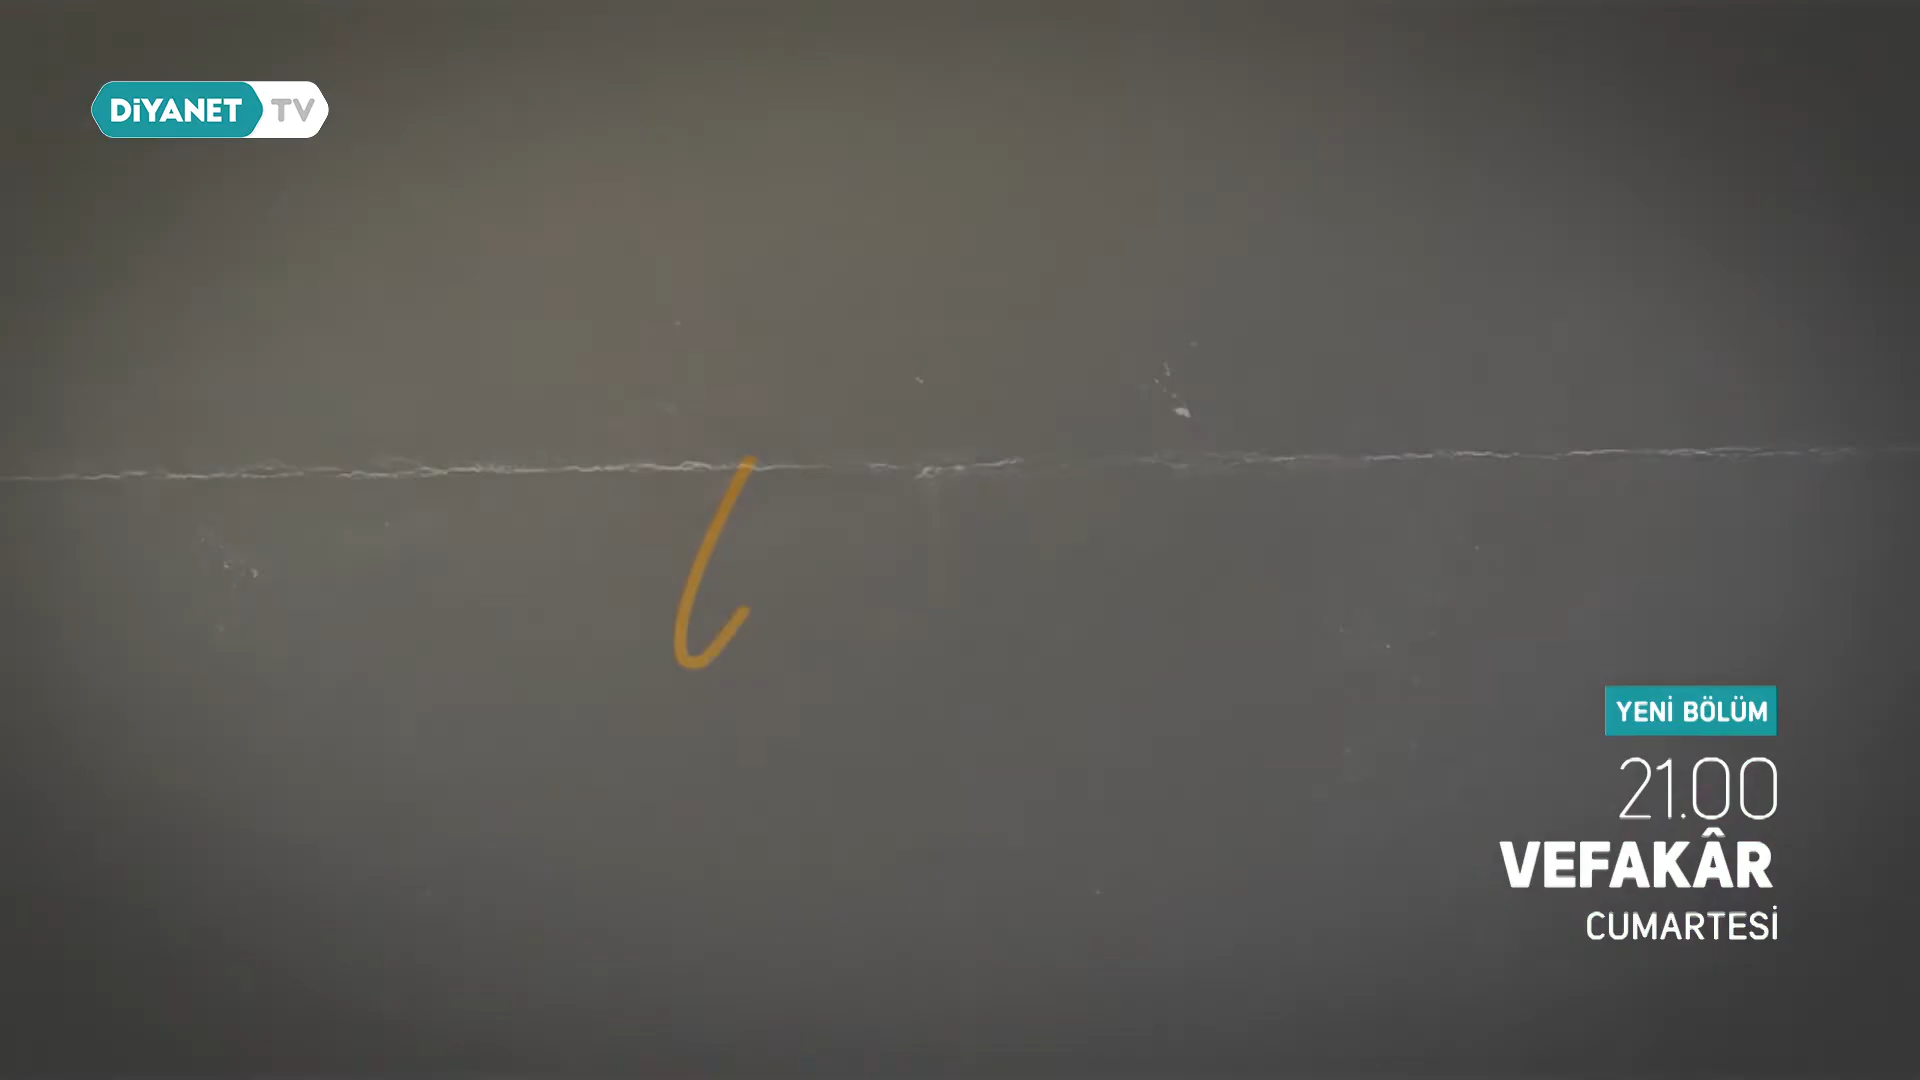 DİYANET TV
YENİ BÖLÜM
21.00
VEFAKÂR
CUMARTESİ